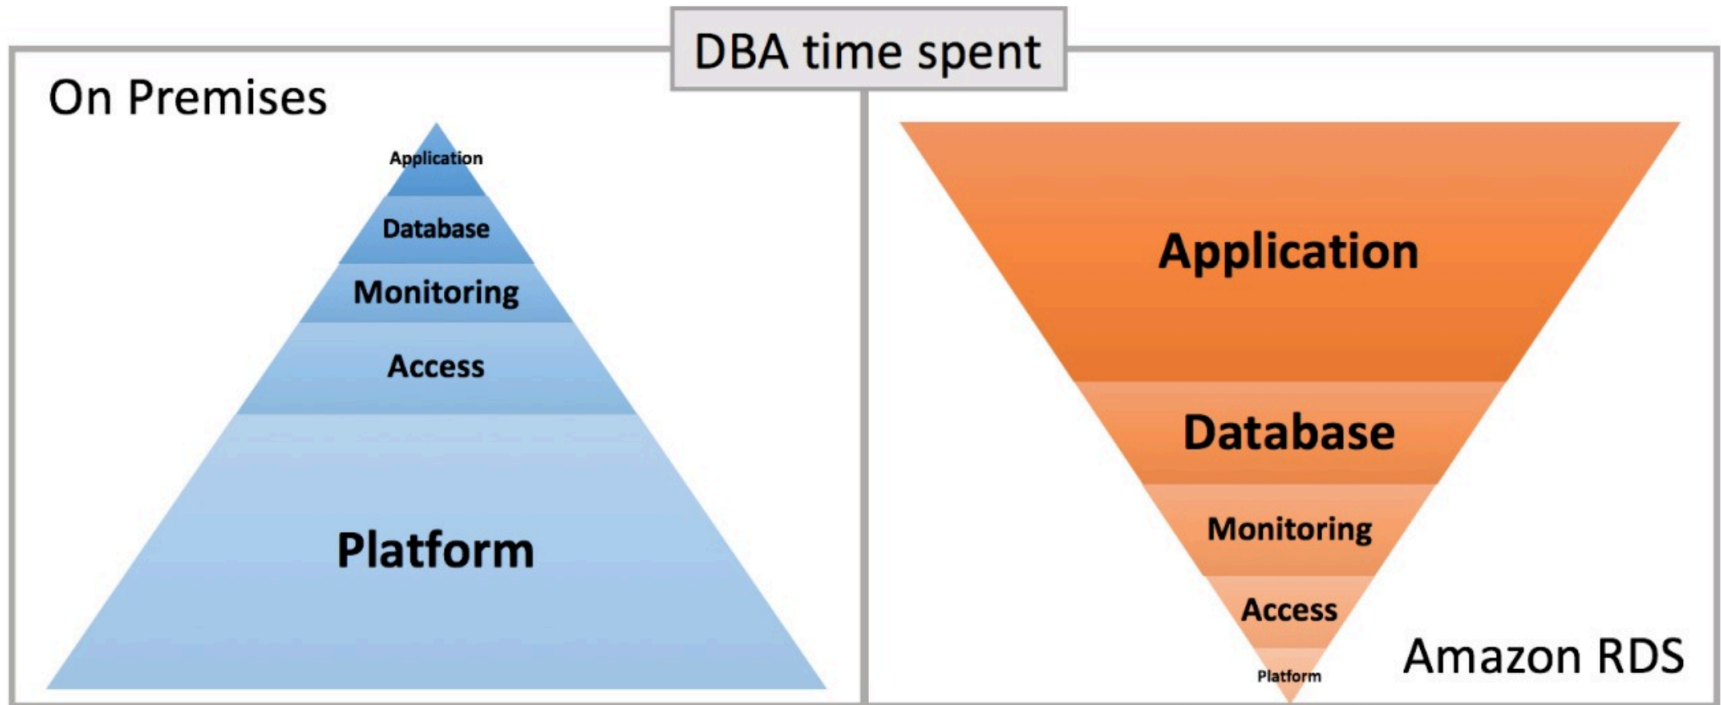 DBA time spent
On Premises
Application
Database
Monitoring
Access
Platform
Application
Database
Monitoring
Access
Platform
Amazon RDS